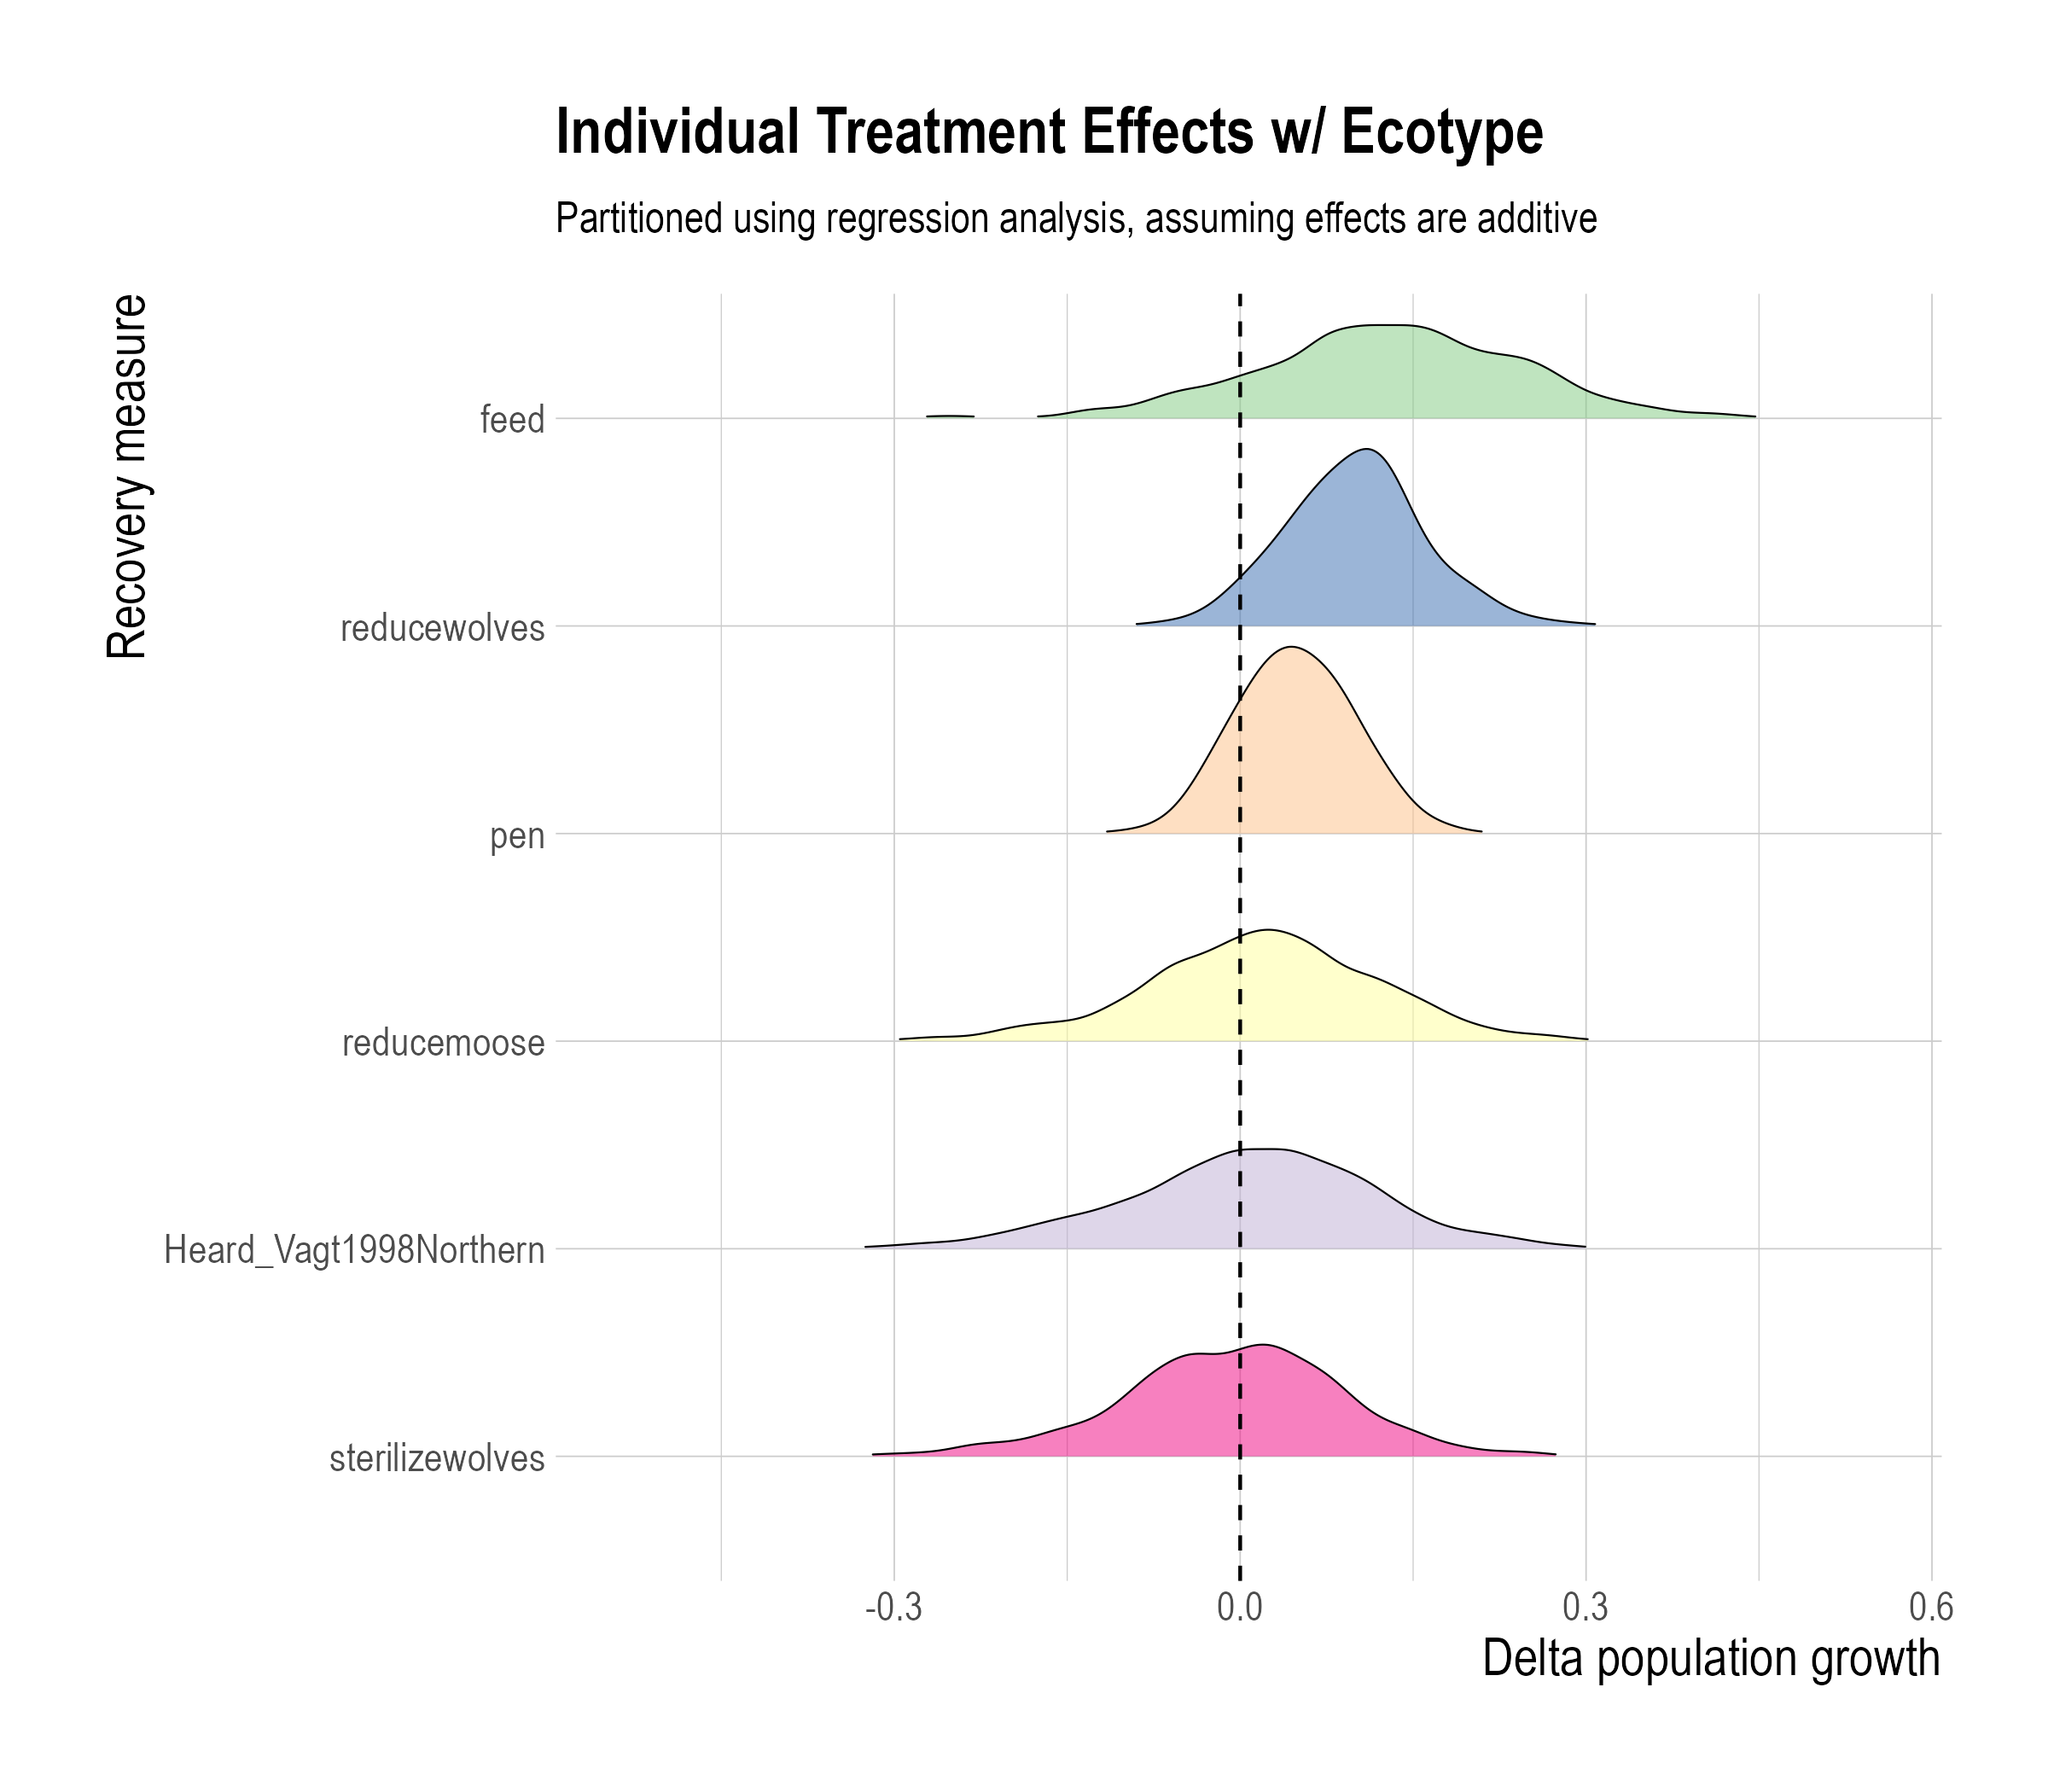 Individual Treatment Effects w/ Ecotype
Partitioned using regression analysis, assuming effects are additive
Recovery measure
feed
reducewolves
pen
reducemoose
Heard_Vagt1998Northern
sterilizewolves
-0.3 0.0 0.3 0.6
Delta population growth